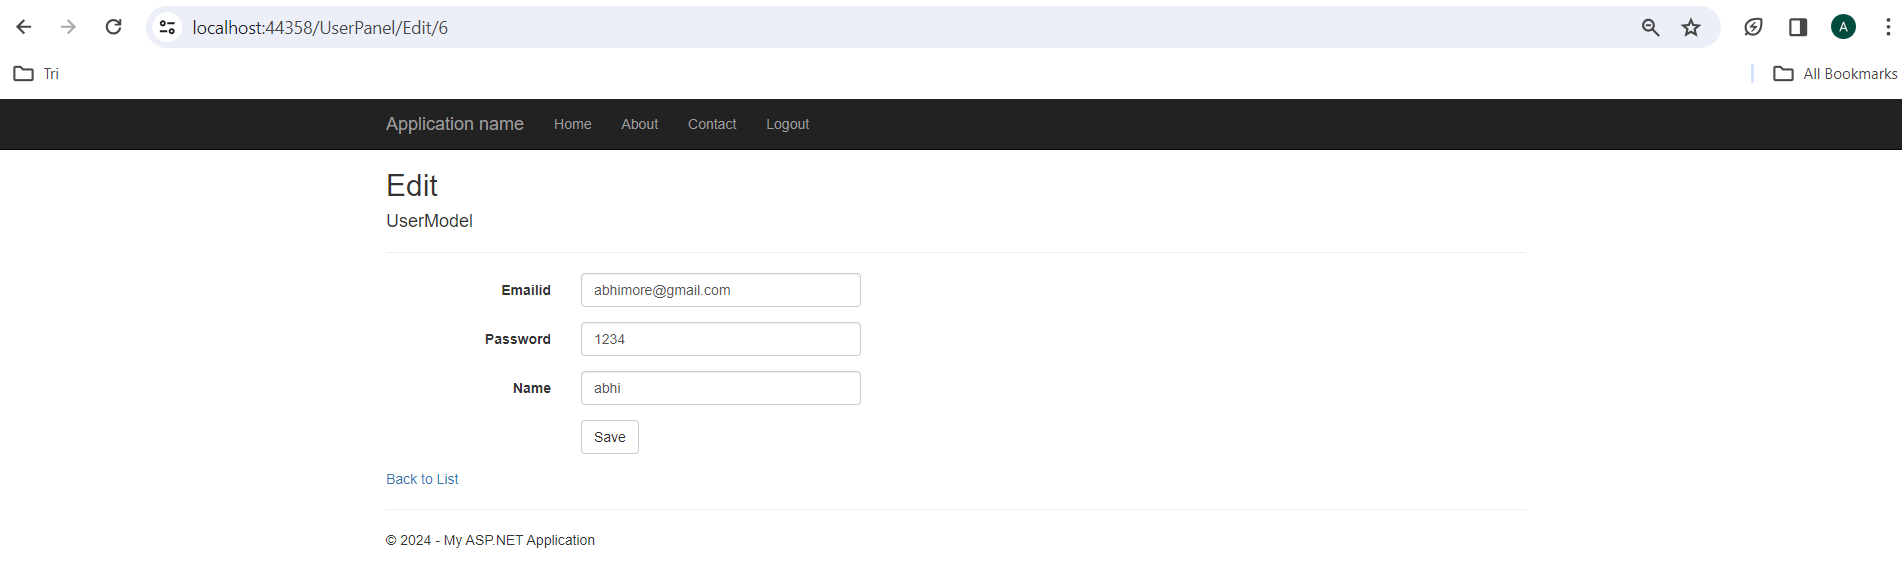 localhost:44358/UserPanel/Edit/6
A
Tri
All Bookmarks
Application name Home About Contact Logout
Edit
UserModel
Emailid abhimore@gmail.com
Password 1234
Name abhi
Save
Back to List
© 2024 - My ASP.NET Application